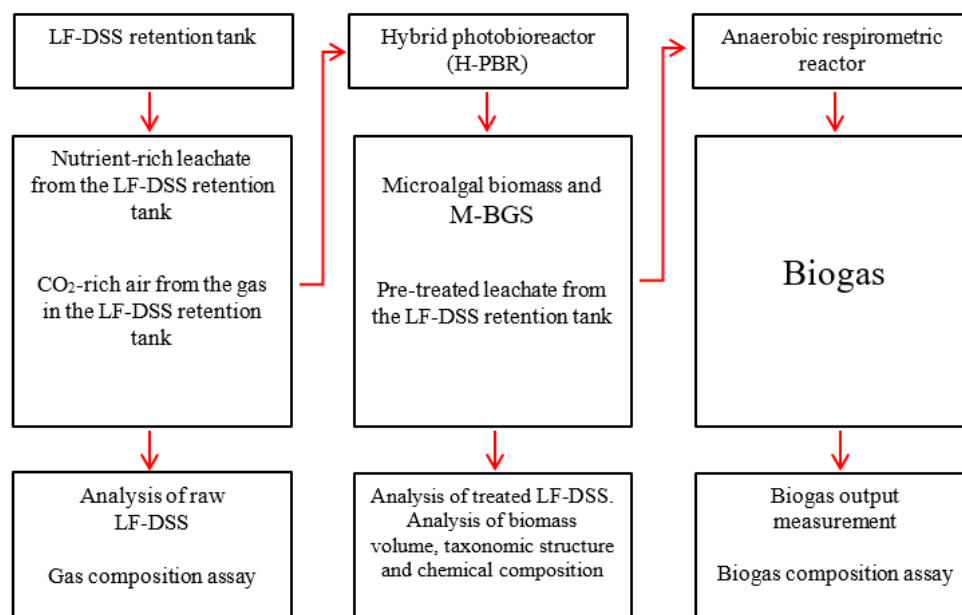 LF-DSS retention tank
Nutrient-rich leachate
from the LF-DSS retention
tank
CO₂-rich air from the gas
in the LF-DSS retention
tank
Analysis of raw
LF-DSS
Gas composition assay
Hybrid photobioreactor
(H-PBR)
Microalgal biomass and
M-BGS
Pre-treated leachate from
the LF-DSS retention tank
Analysis of treated LF-DSS.
Analysis of biomass
volume, taxonomic structure
and chemical composition
Anaerobic respirometric
reactor
Biogas
Biogas output
measurement
Biogas composition assay